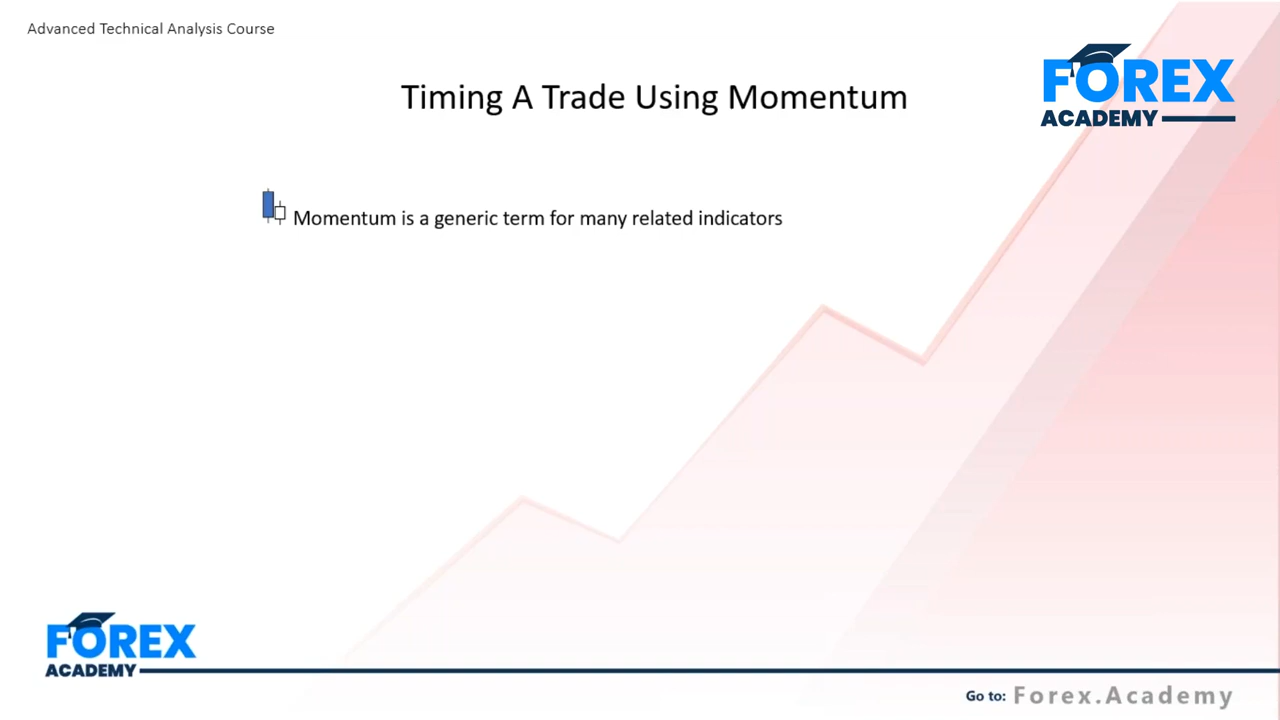 Advanced Technical Analysis Course
FOREX
ACADEMY
Timing A Trade Using Momentum
Momentum is a generic term for many related indicators
FOREX
ACADEMY
Go to: Forex.Academy